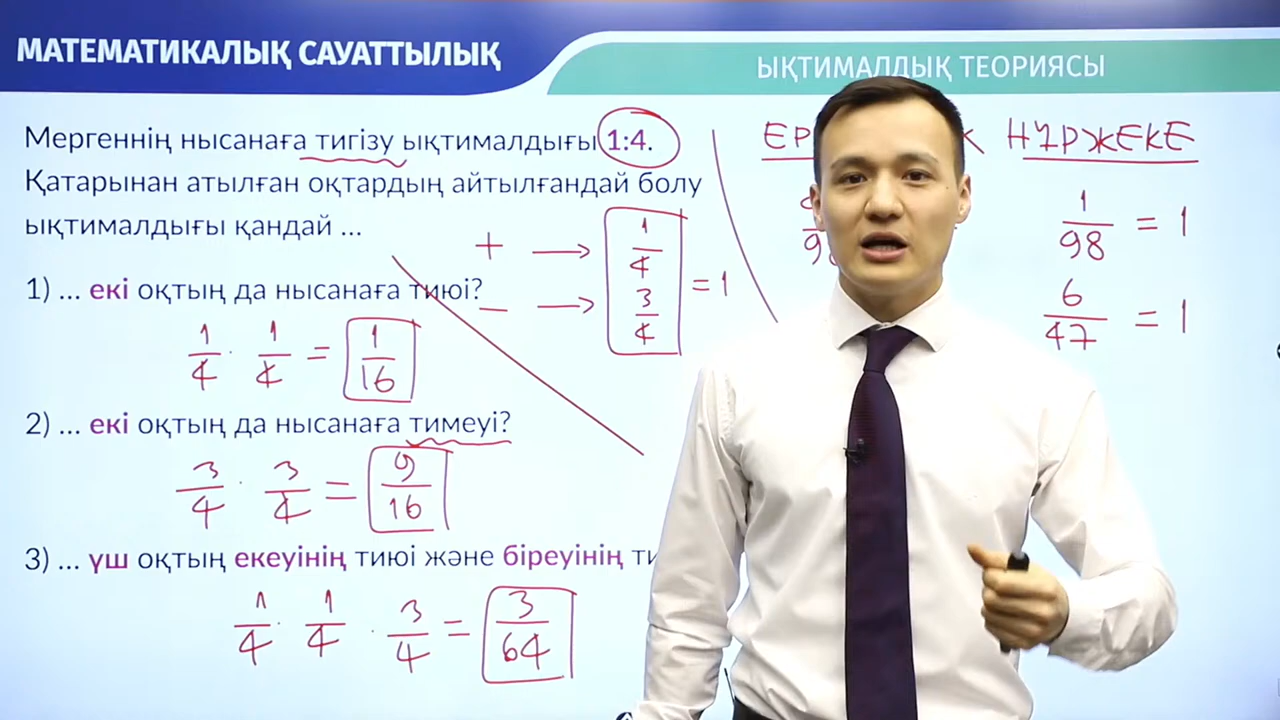 МАТЕМАТИКАЛЫҚ САУАТТЫЛЫҚ
ЫҚТИМАЛДЫҚ ТЕОРИЯСЫ
Мергеннің нысанаға тигізу ықтималдығы 1:4.
Қатарынан атылған оқтардың айтылғандай болу
ықтималдығы қандай ...
+ → 1/4
− → 3/4
= 1
1) ... екі оқтың да нысанаға тиюі?
1/4 · 1/4 = 1/16
2) ... екі оқтың да нысанаға тимеуі?
3/4 · 3/4 = 9/16
3) ... үш оқтың екеуінің тиюі және біреуінің
1/4 · 1/4 · 3/4 = 3/64
НҰРЖЕКЕ
1/98 = 1
6/47 = 1